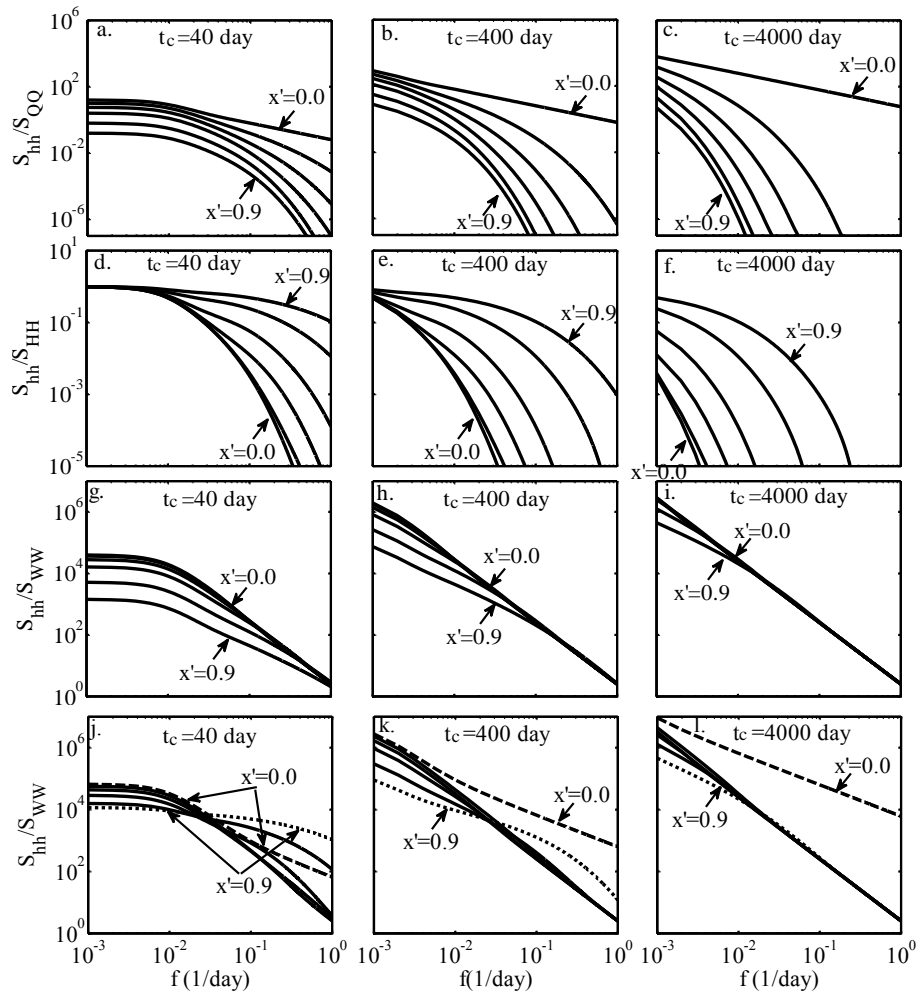 a. t_c=40 day
b. t_c=400 day
c. t_c=4000 day
10^6
10^2
10^-2
10^-6
S_hh/S_QQ
x'=0.0
x'=0.9
x'=0.0
x'=0.9
x'=0.0
x'=0.9
d. t_c=40 day
e. t_c=400 day
f. t_c=4000 day
10^1
10^-1
10^-3
10^-5
S_hh/S_HH
x'=0.9
x'=0.0
x'=0.9
x'=0.0
x'=0.9
x'=0.0
g. t_c=40 day
h. t_c=400 day
i. t_c=4000 day
10^6
10^4
10^2
10^0
S_hh/S_WW
x'=0.0
x'=0.9
x'=0.0
x'=0.9
x'=0.0
x'=0.9
j. t_c=40 day
k. t_c=400 day
l. t_c=4000 day
10^6
10^4
10^2
10^0
S_hh/S_WW
x'=0.0
x'=0.9
x'=0.0
x'=0.9
x'=0.0
x'=0.9
10^-3 10^-2 10^-1 10^0
10^-3 10^-2 10^-1 10^0
10^-3 10^-2 10^-1 10^0
f (1/day)
f(1/day)
f (1/day)